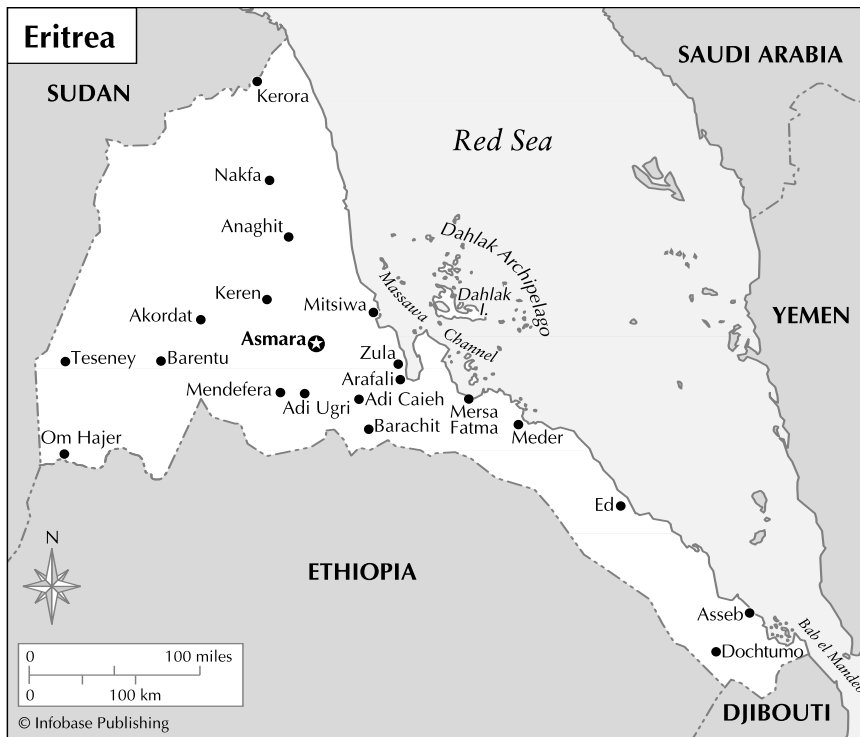 Eritrea
SAUDI ARABIA
SUDAN
Kerora
Red Sea
Nakfa
Anaghit
Dahlak Archipelago
Keren
Massawa Channel
Dahlak
I.
Mitsiwa
Akordat
YEMEN
Asmara
Zula
Teseney
Barentu
Arafali
Mendefera
Adi Ugri
Adi Caieh
Mersa
Fatma
Barachit
Meder
Om Hajer
Ed
N
ETHIOPIA
Asseb
Bab el Mandeb
Dochtumo
0 100 miles
0 100 km
DJIBOUTI
© Infobase Publishing